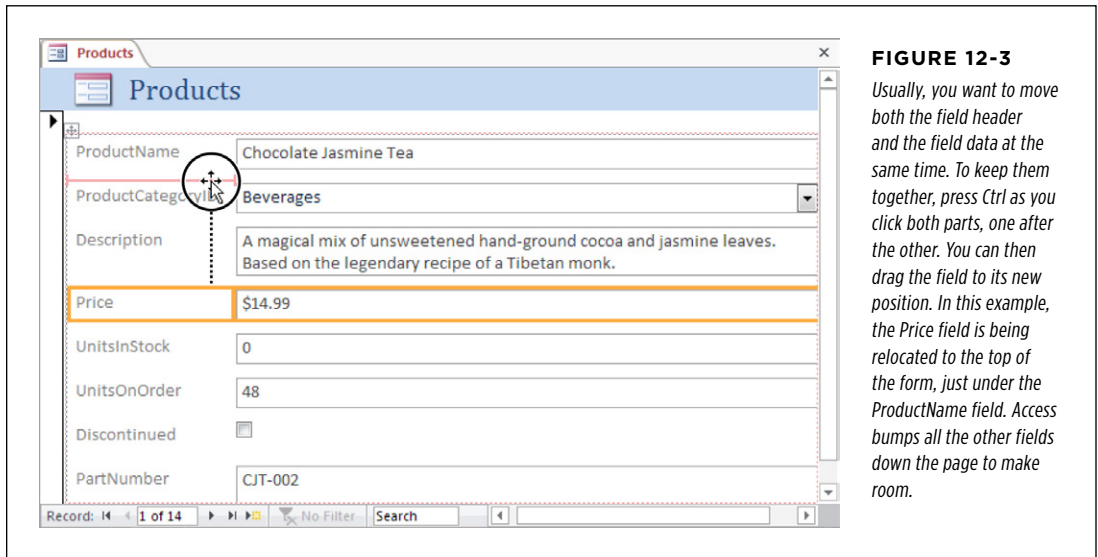 Products
Products
ProductName
Chocolate Jasmine Tea
ProductCategoryID
Beverages
Description
A magical mix of unsweetened hand-ground cocoa and jasmine leaves.
Based on the legendary recipe of a Tibetan monk.
Price
$14.99
UnitsInStock
0
UnitsOnOrder
48
Discontinued
PartNumber
CJT-002
Record: 1 of 14 No Filter Search
FIGURE 12-3
Usually, you want to move
both the field header
and the field data at the
same time. To keep them
together, press Ctrl as you
click both parts, one after
the other. You can then
drag the field to its new
position. In this example,
the Price field is being
relocated to the top of
the form, just under the
ProductName field. Access
bumps all the other fields
down the page to make
room.